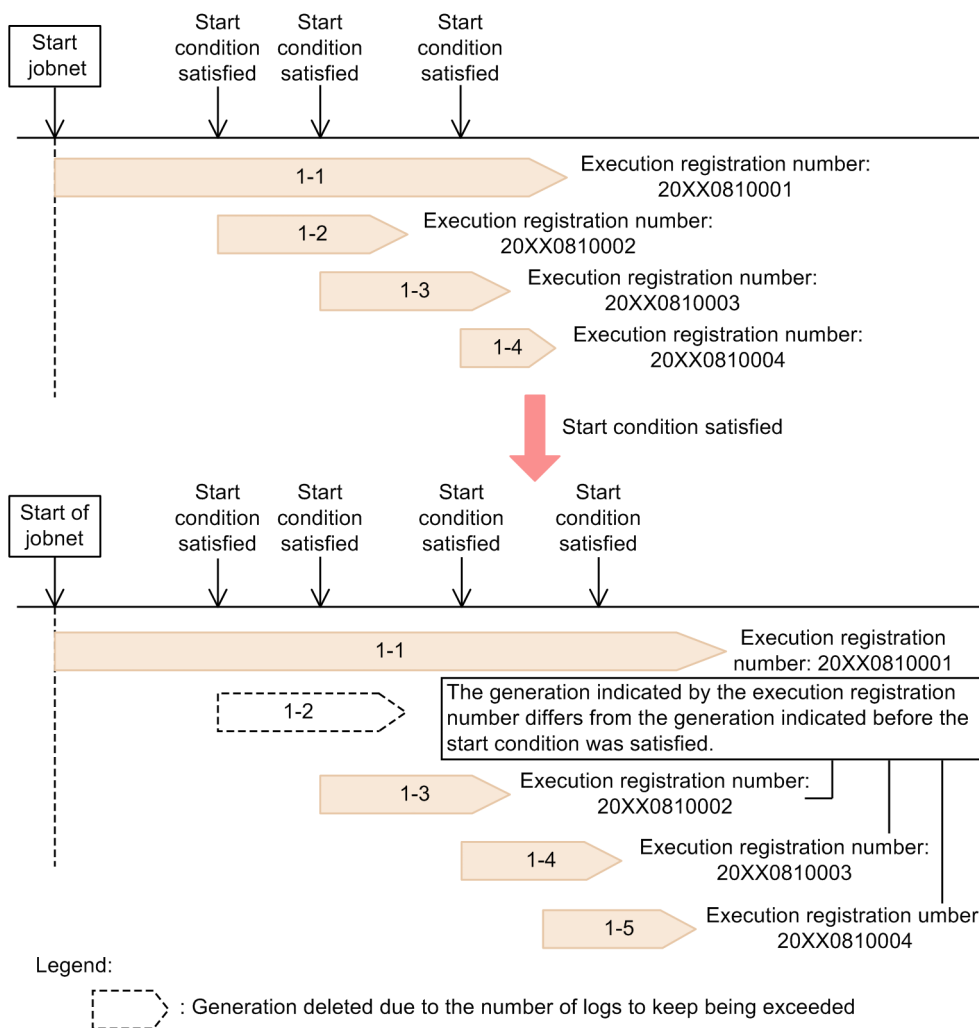 Start
jobnet
Start
condition
satisfied
Start
condition
satisfied
Start
condition
satisfied
1-1
Execution registration number:
20XX0810001
1-2
Execution registration number:
20XX0810002
1-3
Execution registration number:
20XX0810003
1-4
Execution registration number:
20XX0810004
Start condition satisfied
Start of
jobnet
Start
condition
satisfied
Start
condition
satisfied
Start
condition
satisfied
Start
condition
satisfied
1-1
Execution registration
number: 20XX0810001
1-2
The generation indicated by the execution registration
number differs from the generation indicated before the
start condition was satisfied.
1-3
Execution registration number:
20XX0810002
1-4
Execution registration number:
20XX0810003
1-5
Execution registration umber
20XX0810004
Legend:
: Generation deleted due to the number of logs to keep being exceeded